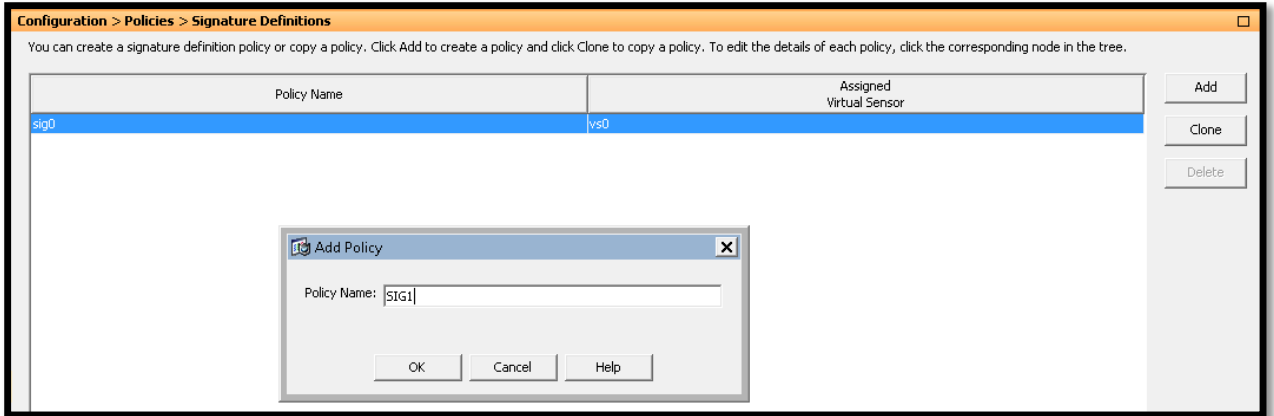 Configuration > Policies > Signature Definitions
You can create a signature definition policy or copy a policy. Click Add to create a policy and click Clone to copy a policy. To edit the details of each policy, click the corresponding node in the tree.
Policy Name
Assigned
Virtual Sensor
Add
sig0
vs0
Clone
Delete
Add Policy
Policy Name: SIG1
OK Cancel Help